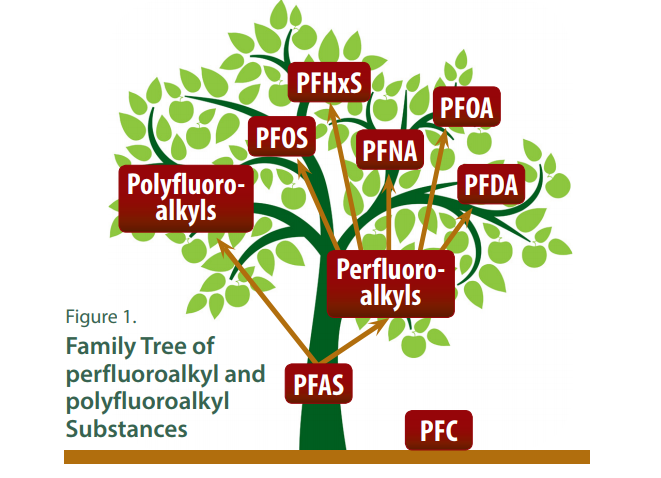 PFHxS
PFOA
PFOS
PFNA
Polyfluoro-
alkyls
PFDA
Perfluoro-
alkyls
Figure 1.
Family Tree of
perfluoroalkyl and
polyfluoroalkyl
Substances
PFAS
PFC